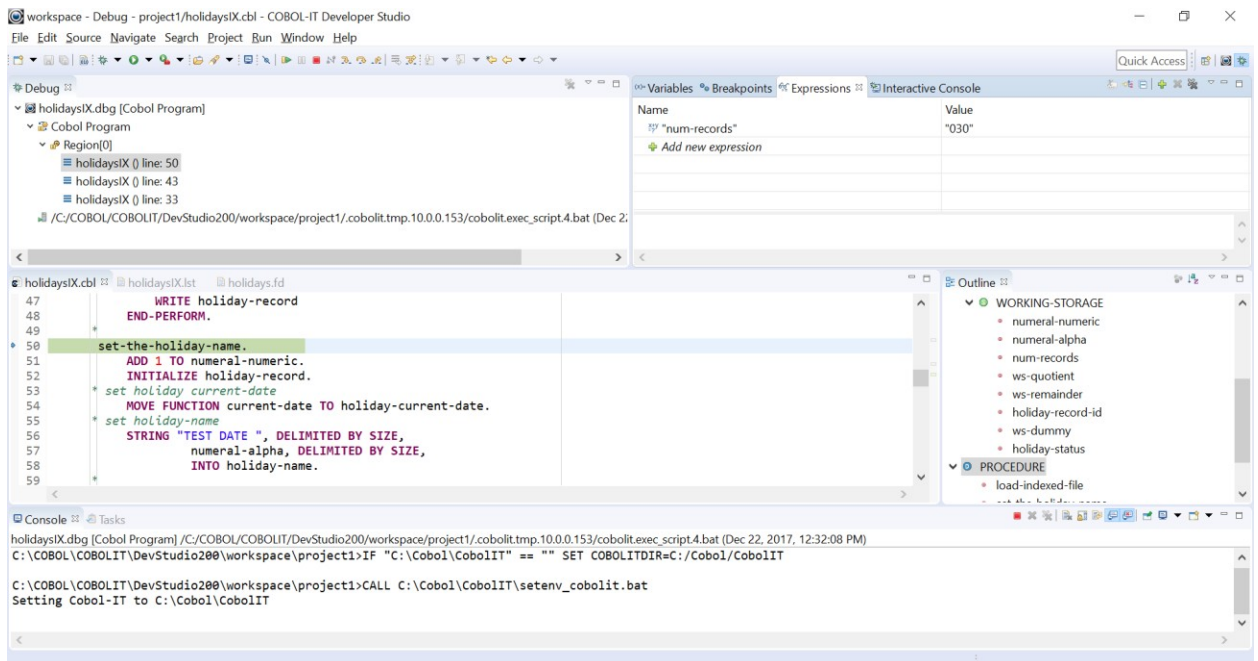 workspace - Debug - project1/holidaysIX.cbl - COBOL-IT Developer Studio
File Edit Source Navigate Search Project Run Window Help
Quick Access
Debug
holidaysIX.dbg [Cobol Program]
Cobol Program
Region[0]
holidaysIX () line: 50
holidaysIX () line: 43
holidaysIX () line: 33
/C:/COBOL/COBOLIT/DevStudio200/workspace/project1/.cobolit.tmp.10.0.0.153/cobolit.exec_script.4.bat (Dec 22
Variables Breakpoints Expressions Interactive Console
Name Value
"num-records" "030"
Add new expression
holidaysIX.cbl holidaysIX.lst holidays.fd
47 WRITE holiday-record
48 END-PERFORM.
49 *
50 set-the-holiday-name.
51 ADD 1 TO numeral-numeric.
52 INITIALIZE holiday-record.
53 * set holiday current-date
54 MOVE FUNCTION current-date TO holiday-current-date.
55 * set holiday-name
56 STRING "TEST DATE ", DELIMITED BY SIZE,
57 numeral-alpha, DELIMITED BY SIZE,
58 INTO holiday-name.
59 *
Outline
WORKING-STORAGE
numeral-numeric
numeral-alpha
num-records
ws-quotient
ws-remainder
holiday-record-id
ws-dummy
holiday-status
PROCEDURE
load-indexed-file
Console Tasks
holidaysIX.dbg [Cobol Program] /C:/COBOL/COBOLIT/DevStudio200/workspace/project1/.cobolit.tmp.10.0.0.153/cobolit.exec_script.4.bat (Dec 22, 2017, 12:32:08 PM)
C:\COBOL\COBOLIT\DevStudio200\workspace\project1>IF "C:\Cobol\CobolIT" == "" SET COBOLITDIR=C:/Cobol/CobolIT
C:\COBOL\COBOLIT\DevStudio200\workspace\project1>CALL C:\Cobol\CobolIT\setenv_cobolit.bat
Setting Cobol-IT to C:\Cobol\CobolIT